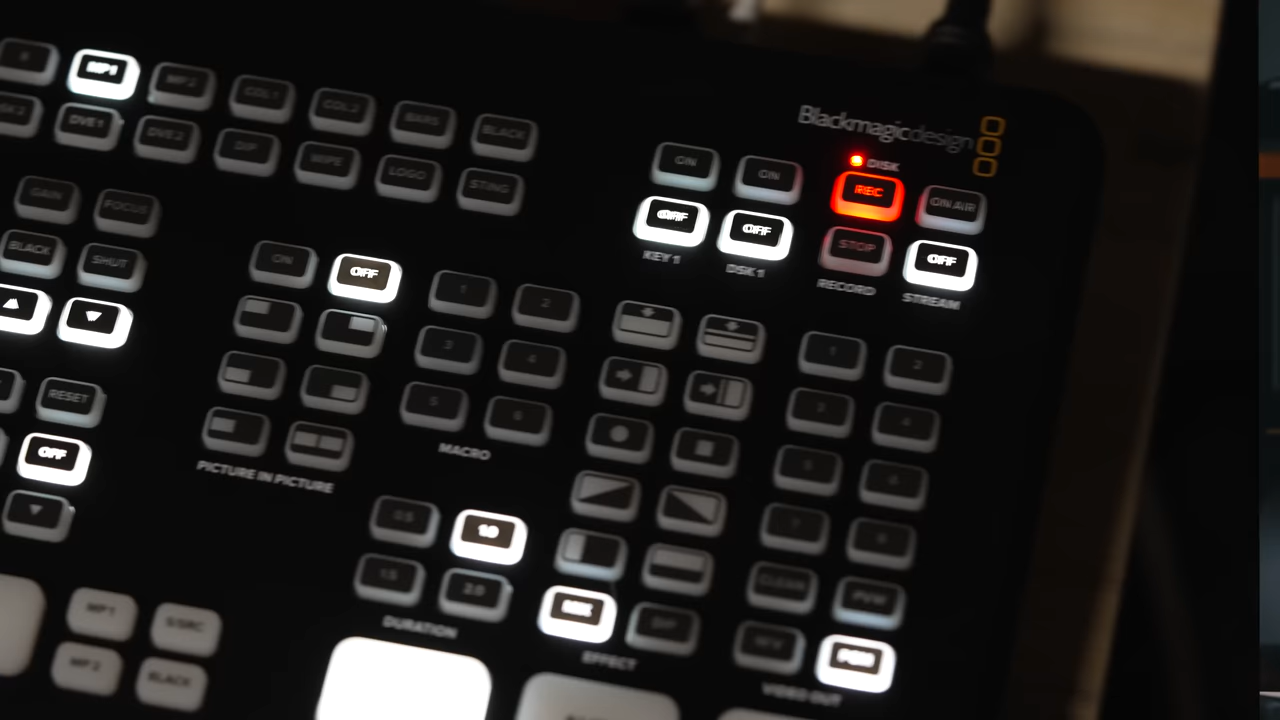 Blackmagicdesign
MP1 MP2 COL1 COL2 BARS BLACK
DVE1 DVE2 DIP WIPE LOGO STING
ON ON DISK
REC ON AIR
OFF OFF STOP OFF
KEY 1 DSK 1 RECORD STREAM
GAIN FOCUS
BLACK SHUT
ON OFF
1 2
3 4
5 6
MACRO
RESET
OFF
PICTURE IN PICTURE
1 2
3 4
5 6
7 8
CLEAN PVW
PGM
VIDEO OUT
0.5 1.0
1.5 2.0
DURATION
MIX DIP
EFFECT
MP1 S/SRC
MP2 BLACK